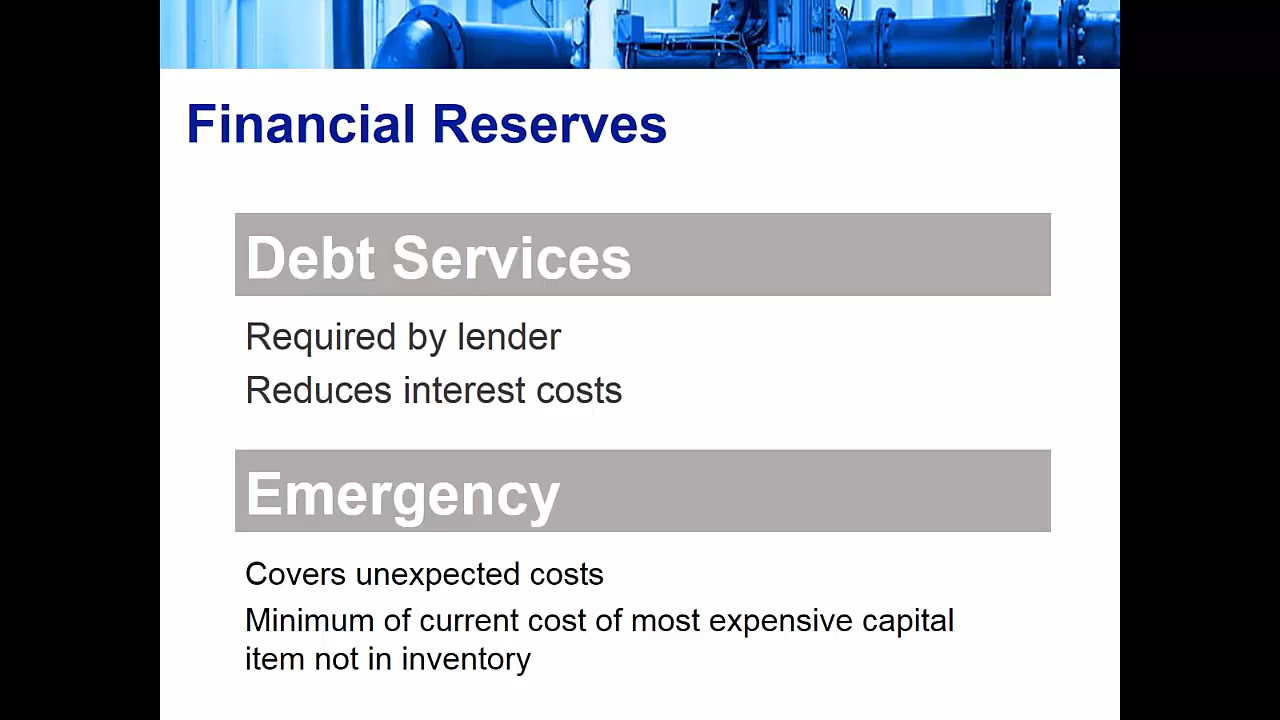 Financial Reserves
Debt Services
Required by lender
Reduces interest costs
Emergency
Covers unexpected costs
Minimum of current cost of most expensive capital
item not in inventory